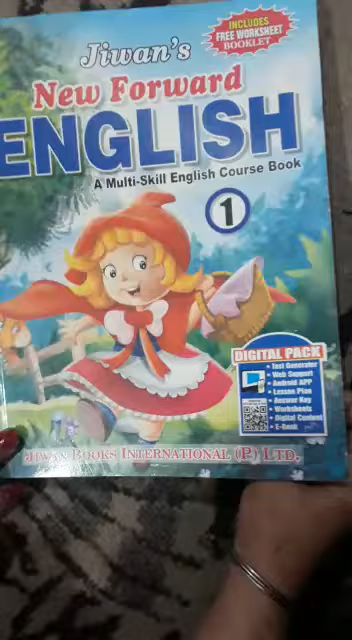 INCLUDES
FREE WORKSHEET
BOOKLET
Jiwan's
New Forward
ENGLISH
A Multi-Skill English Course Book
1
DIGITAL PACK
• Test Generator
• Web Support
• Android APP
• Lesson Plan
• Answer Key
• Worksheets
• Digital Content
• E-Book
JIWAN BOOKS INTERNATIONAL (P) LTD.